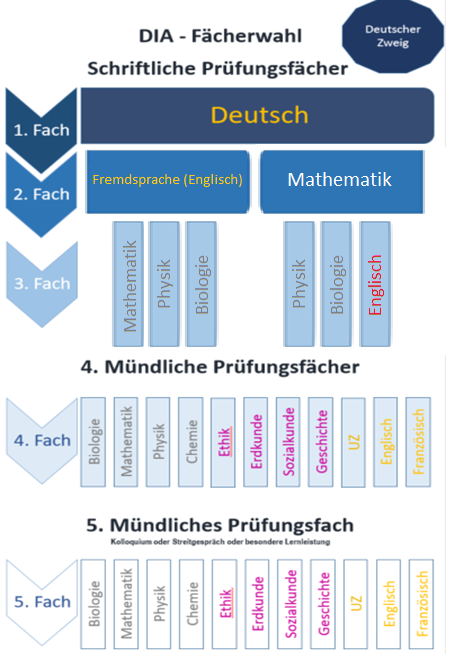 DIA - Fächerwahl
Deutscher
Zweig
Schriftliche Prüfungsfächer
1. Fach
Deutsch
2. Fach
Fremdsprache (Englisch)
Mathematik
3. Fach
Mathematik
Physik
Biologie
Physik
Biologie
Englisch
4. Mündliche Prüfungsfächer
4. Fach
Biologie
Mathematik
Physik
Chemie
Ethik
Erdkunde
Sozialkunde
Geschichte
UZ
Englisch
Französisch
5. Mündliches Prüfungsfach
Kolloquium oder Streitgespräch oder besondere Lernleistung
5. Fach
Biologie
Mathematik
Physik
Chemie
Ethik
Erdkunde
Sozialkunde
Geschichte
UZ
Englisch
Französisch